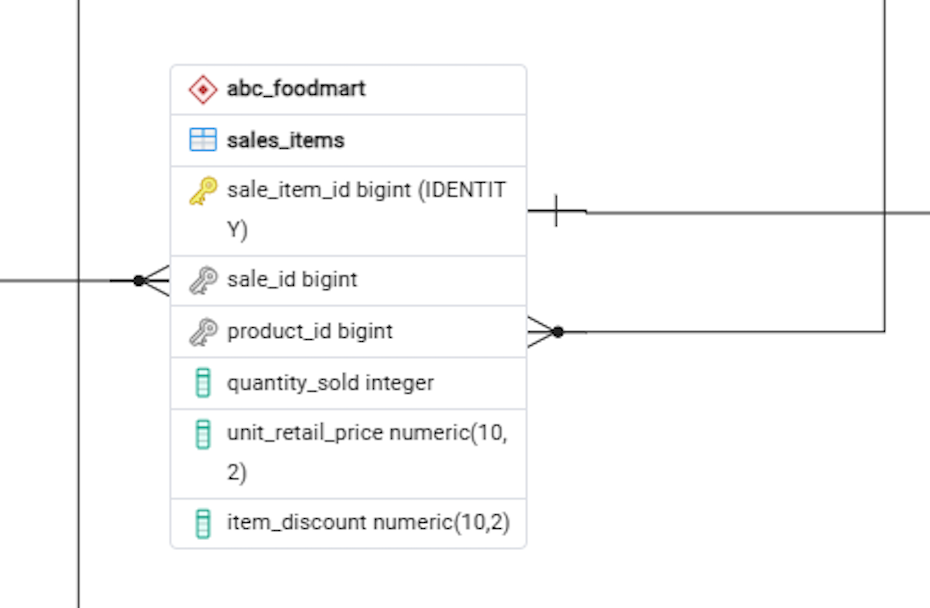 abc_foodmart
sales_items
sale_item_id bigint (IDENTIT
Y)
sale_id bigint
product_id bigint
quantity_sold integer
unit_retail_price numeric(10,
2)
item_discount numeric(10,2)